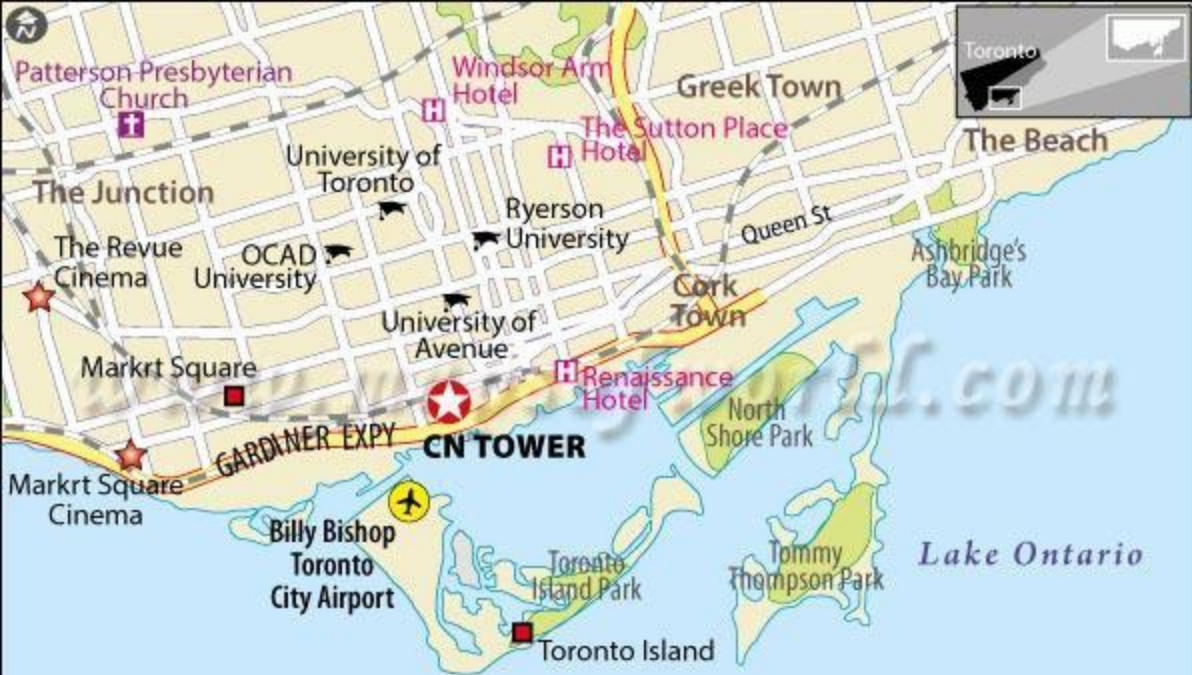 N
Toronto
Patterson Presbyterian
Church
Windsor Arm
Hotel
Greek Town
The Sutton Place
Hotel
The Beach
University of
Toronto
The Junction
Ryerson
University
Queen St
The Revue
Cinema
OCAD
University
Ashbridge's
Bay Park
Cork
Town
University of
Avenue
Markrt Square
Renaissance
Hotel
North
Shore Park
GARDINER EXPY
CN TOWER
Markrt Square
Cinema
Billy Bishop
Toronto
City Airport
Toronto
Island Park
Tommy
Thompson Park
Lake Ontario
Toronto Island